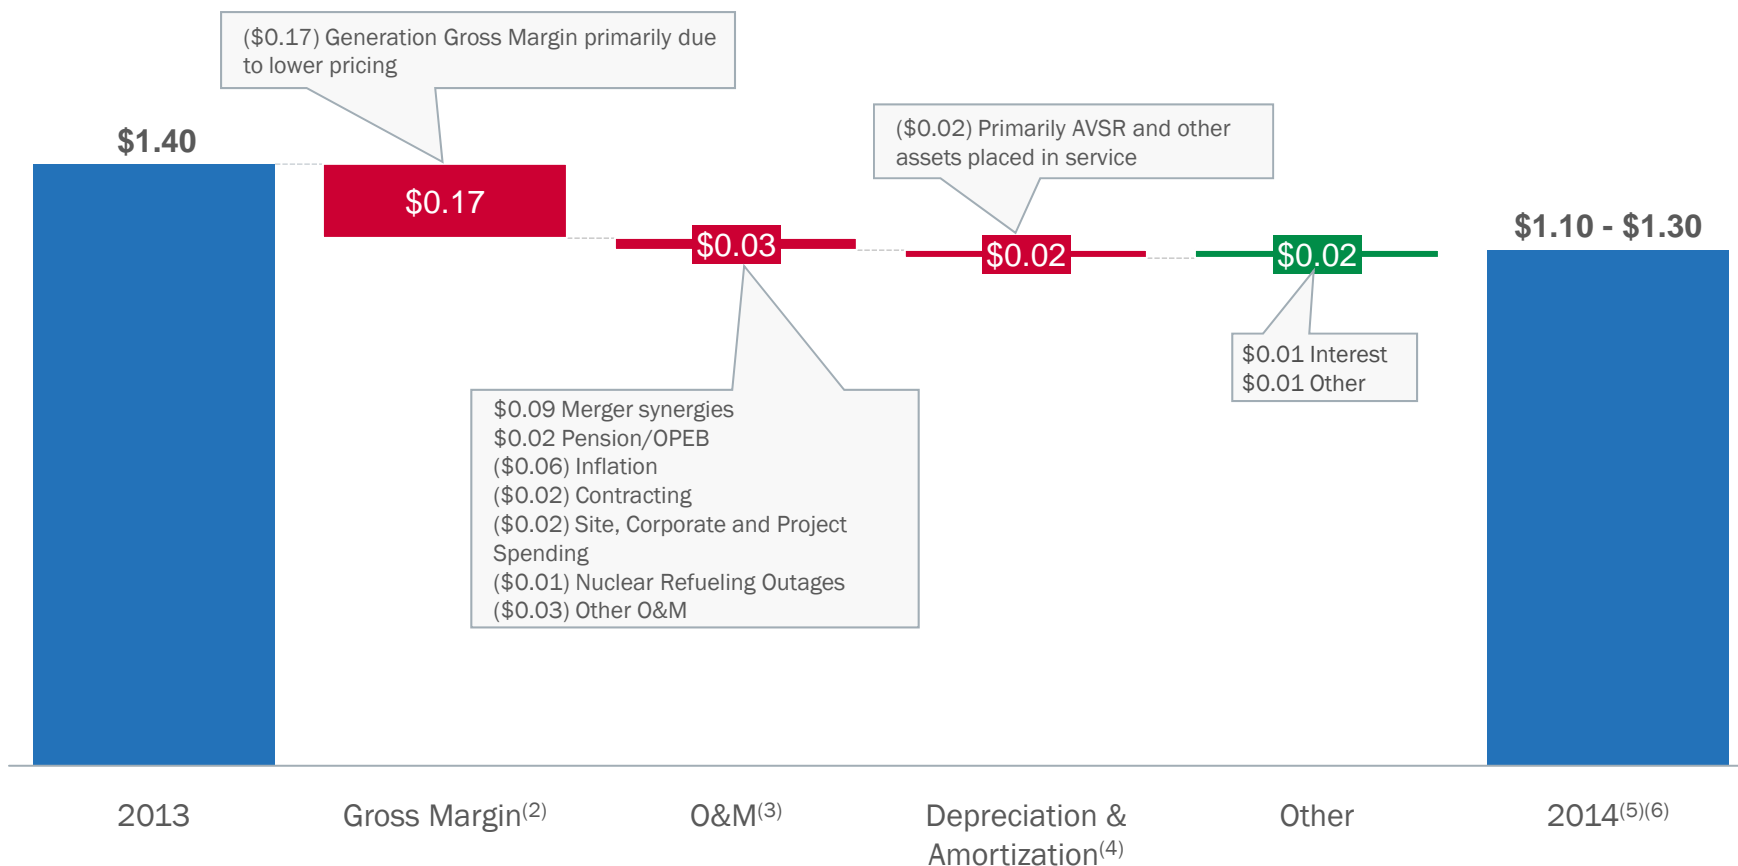 ($0.17) Generation Gross Margin primarily due
to lower pricing
($0.02) Primarily AVSR and other
assets placed in service
$1.40
$0.17
$0.03
$0.02
$0.02
$1.10 - $1.30
$0.01 Interest
$0.01 Other
$0.09 Merger synergies
$0.02 Pension/OPEB
($0.06) Inflation
($0.02) Contracting
($0.02) Site, Corporate and Project
Spending
($0.01) Nuclear Refueling Outages
($0.03) Other O&M
2013
Gross Margin(2)
O&M(3)
Depreciation &
Amortization(4)
Other
2014(5)(6)